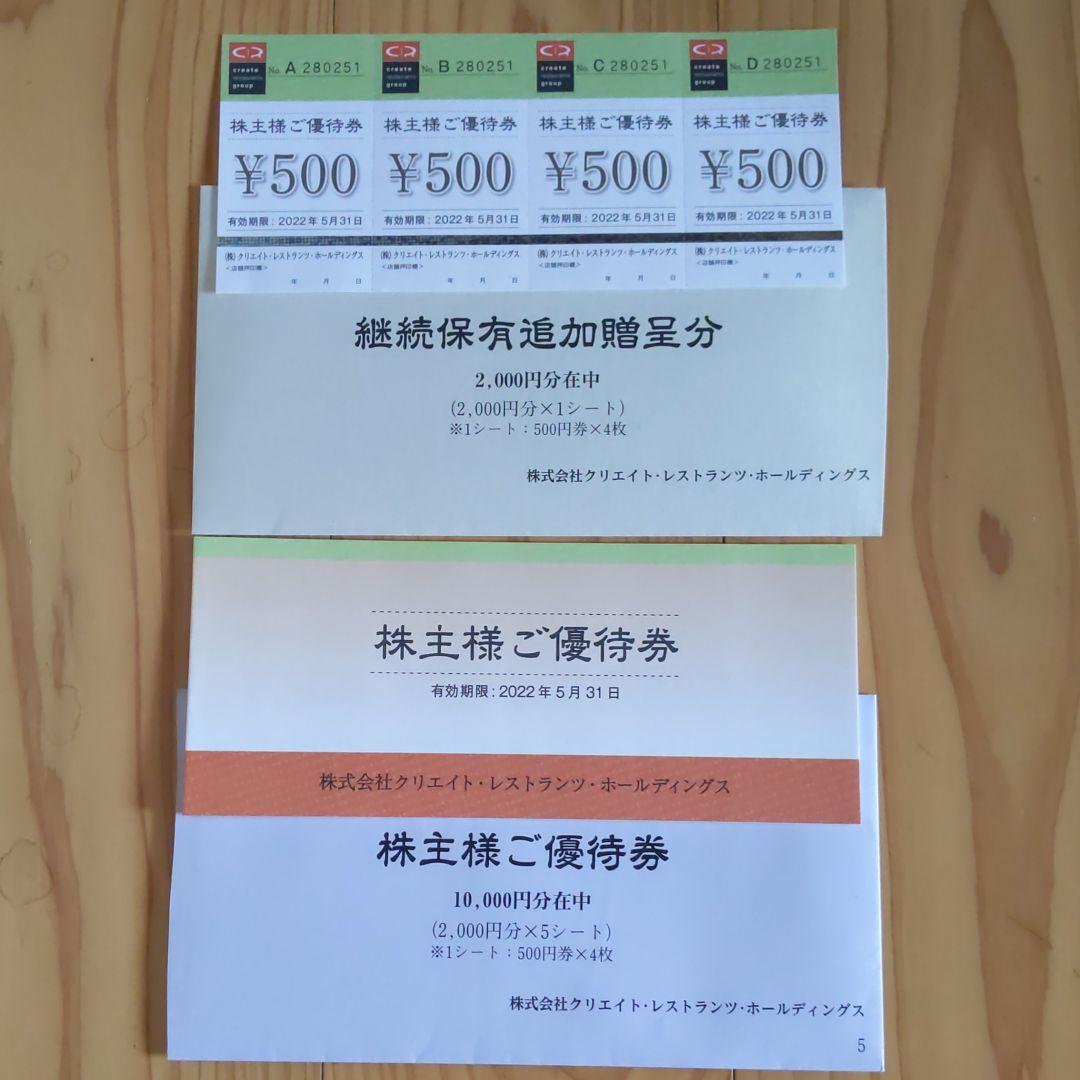 CR create restaurants group No. A 280251
株主様ご優待券
¥500
有効期限：2022年5月31日
(株)クリエイト・レストランツ・ホールディングス
<店舗押印欄>
年 月 日
CR create restaurants group No. B 280251
株主様ご優待券
¥500
有効期限：2022年5月31日
(株)クリエイト・レストランツ・ホールディングス
<店舗押印欄>
年 月 日
CR create restaurants group No. C 280251
株主様ご優待券
¥500
有効期限：2022年5月31日
(株)クリエイト・レストランツ・ホールディングス
<店舗押印欄>
年 月 日
CR create restaurants group No. D 280251
株主様ご優待券
¥500
有効期限：2022年5月31日
(株)クリエイト・レストランツ・ホールディングス
<店舗押印欄>
年 月 日
継続保有追加贈呈分
2,000円分在中
(2,000円分×1シート)
※1シート：500円券×4枚
株式会社クリエイト・レストランツ・ホールディングス
株主様ご優待券
有効期限：2022年5月31日
株式会社クリエイト・レストランツ・ホールディングス
株主様ご優待券
10,000円分在中
(2,000円分×5シート)
※1シート：500円券×4枚
株式会社クリエイト・レストランツ・ホールディングス
5